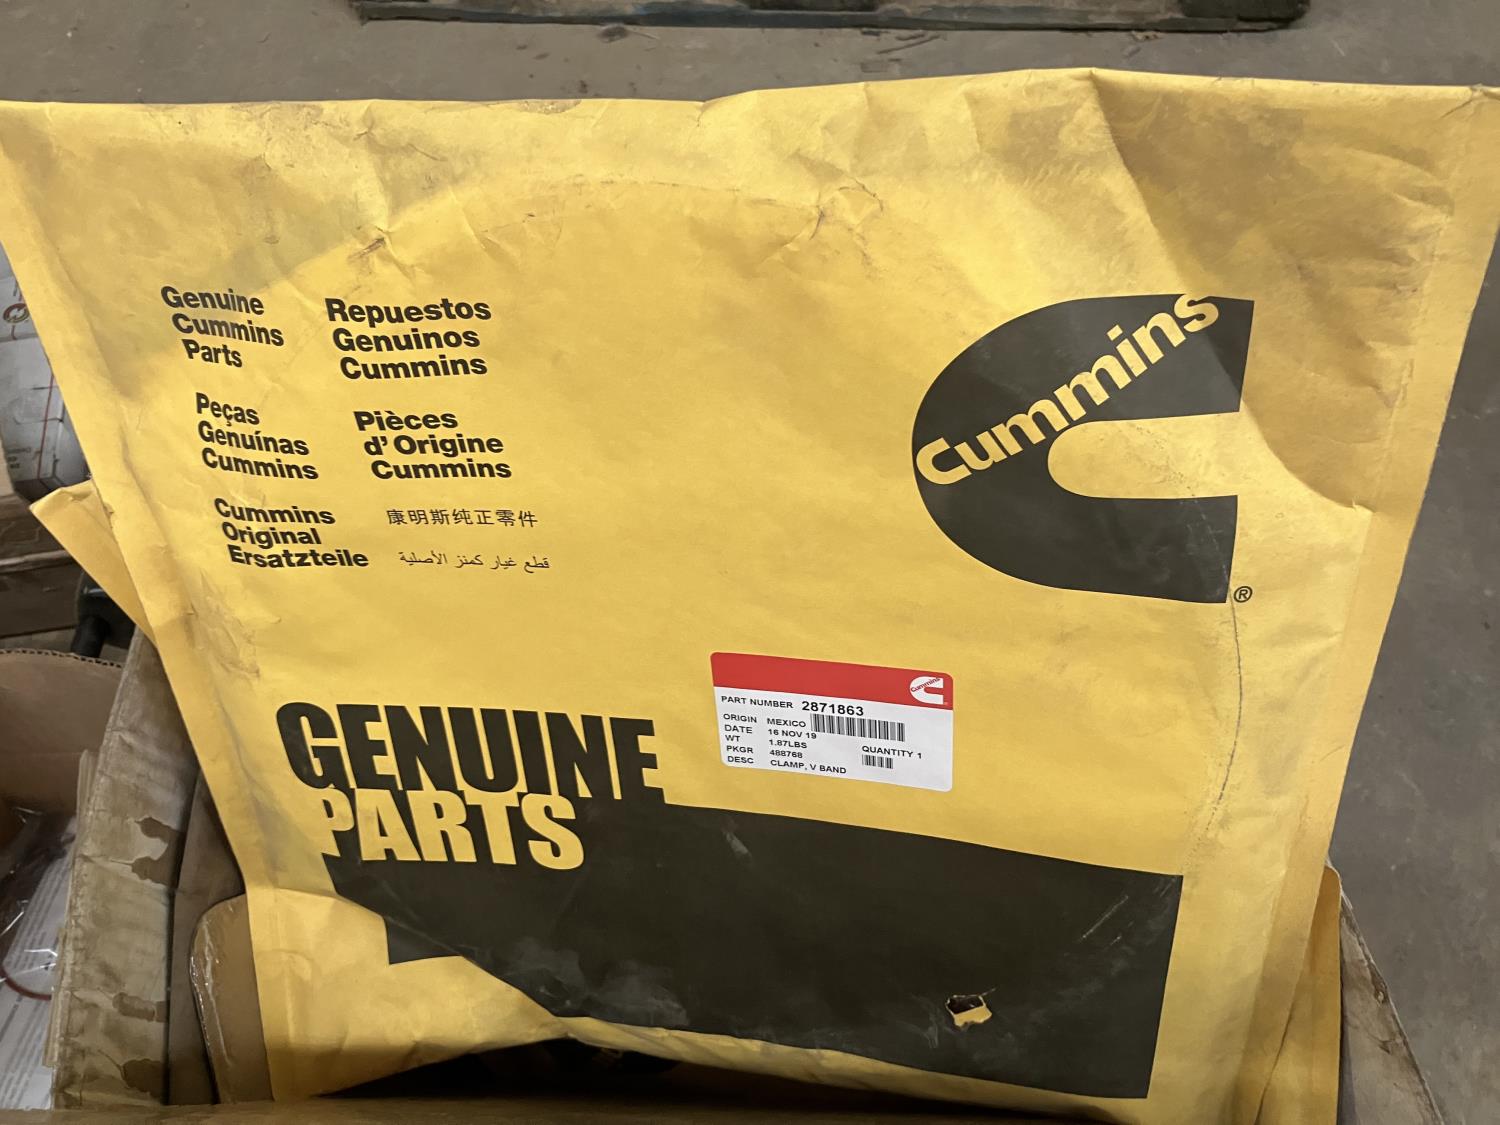 Genuine
Cummins
Parts
Repuestos
Genuinos
Cummins
Peças
Genuínas
Cummins
Pièces
d'Origine
Cummins
Cummins
Original
Ersatzteile
康明斯纯正零件
قطع غيار كمنز الأصلية
Cummins
®
GENUINE
PARTS
Cummins
PART NUMBER 2871863
ORIGIN MEXICO
DATE 16 NOV 19
WT 1.87LBS
QUANTITY 1
PKGR 488768
DESC CLAMP, V BAND